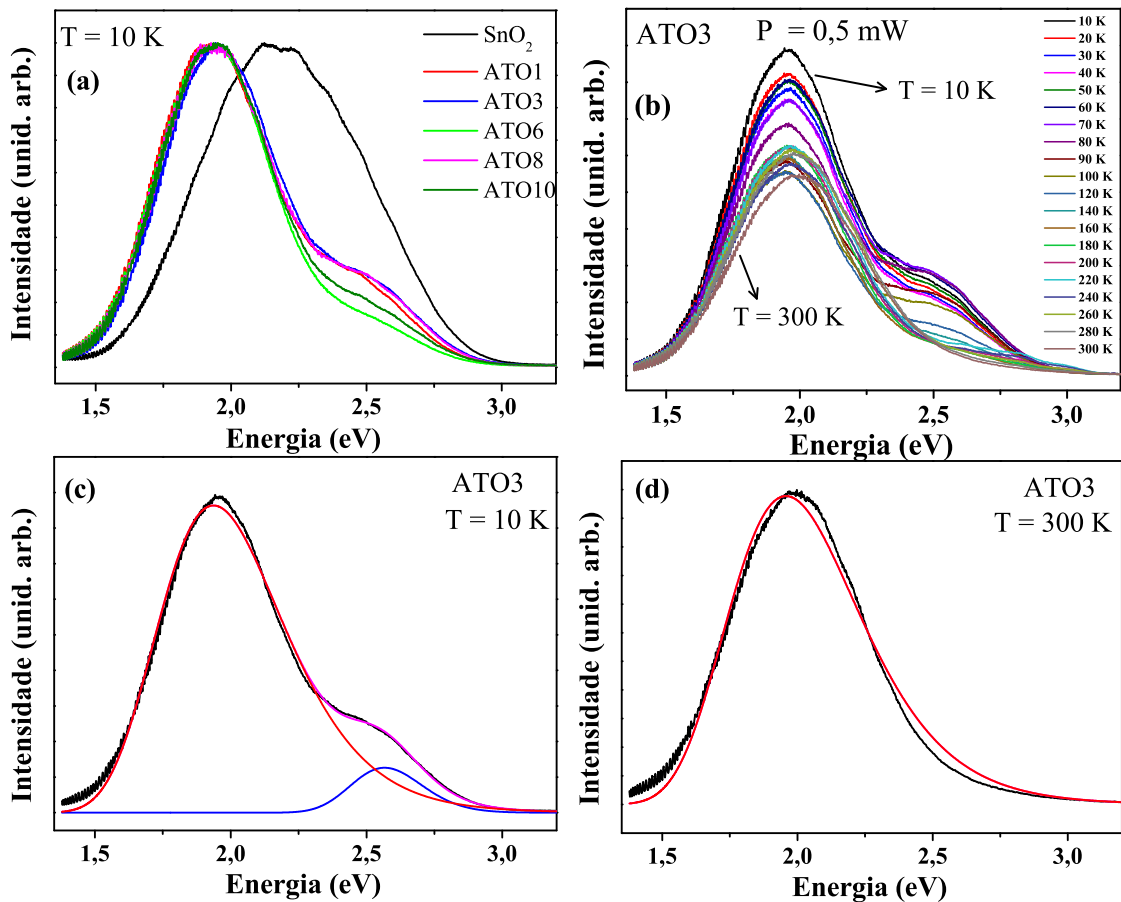 T = 10 K
(a)
SnO2
ATO1
ATO3
ATO6
ATO8
ATO10
Intensidade (unid. arb.)
1,5 2,0 2,5 3,0
Energia (eV)
ATO3 P = 0,5 mW
(b)
T = 10 K
T = 300 K
10 K
20 K
30 K
40 K
50 K
60 K
70 K
80 K
90 K
100 K
120 K
140 K
160 K
180 K
200 K
220 K
240 K
260 K
280 K
300 K
Intensidade (unid. arb.)
1,5 2,0 2,5 3,0
Energia (eV)
(c)
ATO3
T = 10 K
Intensidade (unid. arb.)
1,5 2,0 2,5 3,0
Energia (eV)
(d)
ATO3
T = 300 K
Intensidade (unid. arb.)
1,5 2,0 2,5 3,0
Energia (eV)